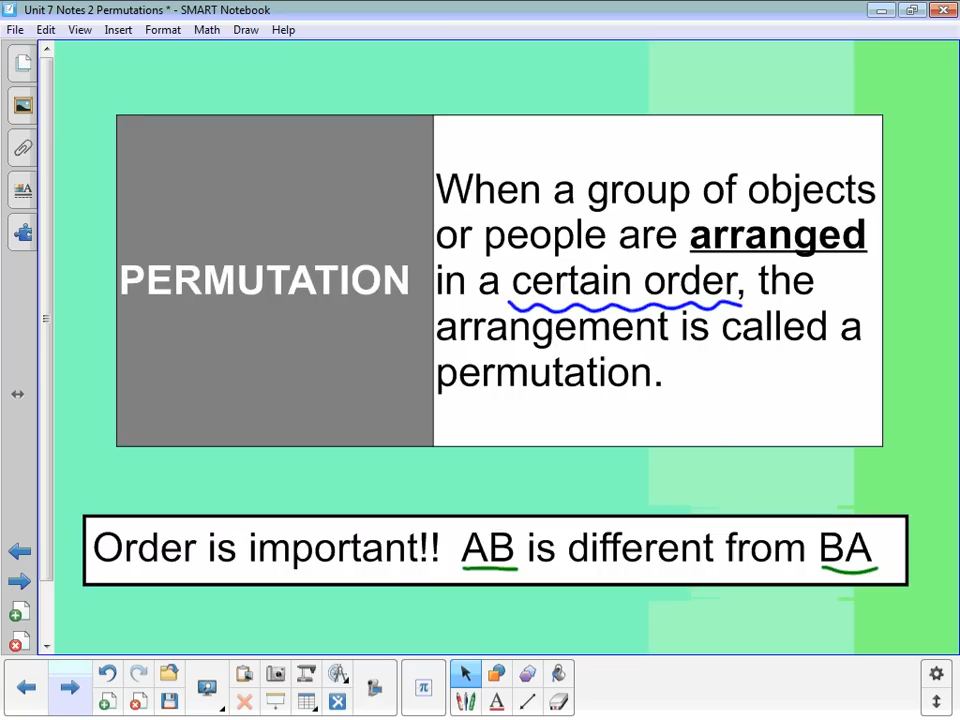 Unit 7 Notes 2 Permutations * - SMART Notebook
File Edit View Insert Format Math Draw Help
PERMUTATION
When a group of objects
or people are arranged
in a certain order, the
arrangement is called a
permutation.
Order is important!! AB is different from BA